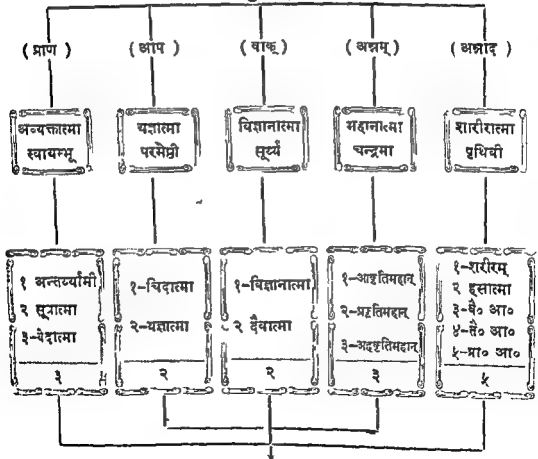 (प्राण) (आप) (वाक्) (अन्नम्) (अन्नाद)
अव्यक्तात्मा
स्वायम्भू
यज्ञात्मा
परमेष्ठी
विज्ञानात्मा
सूर्य्य
महानात्मा
चन्द्रमा
शारीरात्मा
पृथिवी
१ अन्तर्य्यामी
२ सूत्रात्मा
३-वेदात्मा
३
१-चिदात्मा
२-यज्ञात्मा
२
१-विज्ञानात्मा
२ दैवात्मा
२
१-आकृतिमहान्
२-प्रकृतिमहान्
३-अहकृतिमहान्
३
१-शरीरम्
२ हसात्मा
३-वै० आ०
४-तै० आ०
५-प्रा० आ०
५